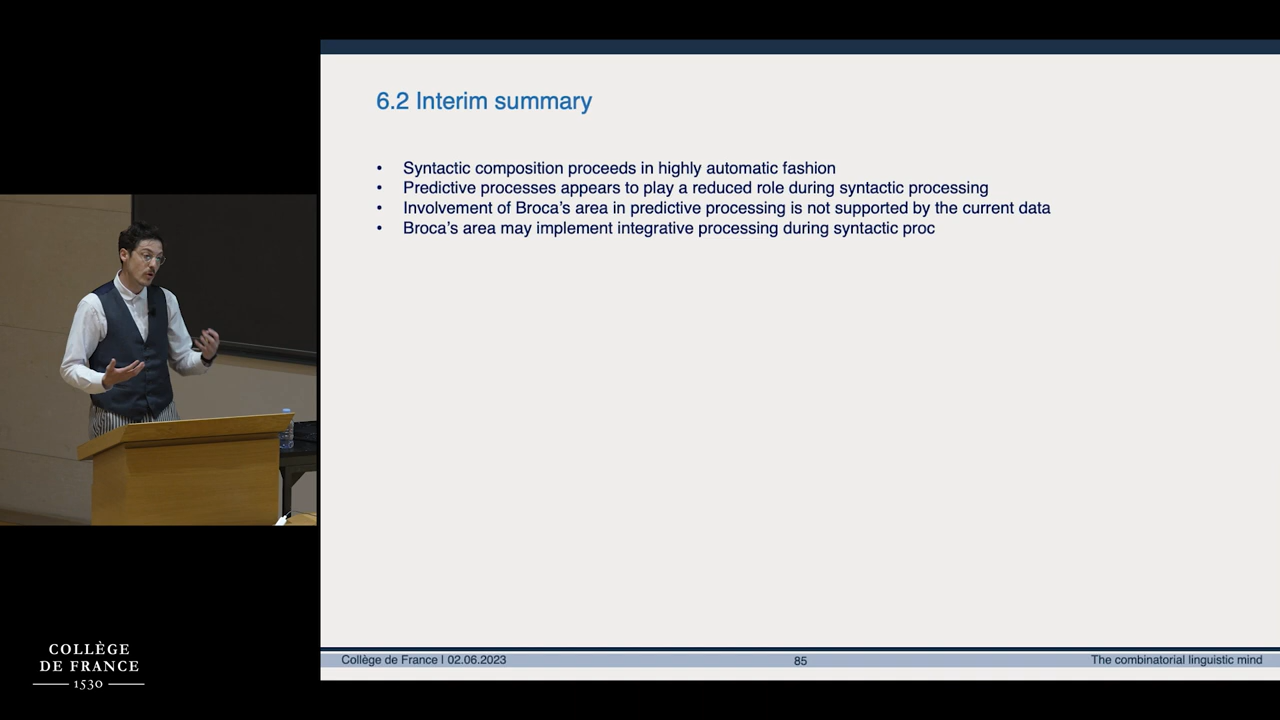 6.2 Interim summary
• Syntactic composition proceeds in highly automatic fashion
• Predictive processes appears to play a reduced role during syntactic processing
• Involvement of Broca’s area in predictive processing is not supported by the current data
• Broca’s area may implement integrative processing during syntactic proc
COLLÈGE
DE FRANCE
1530
Collège de France I 02.06.2023
85
The combinatorial linguistic mind